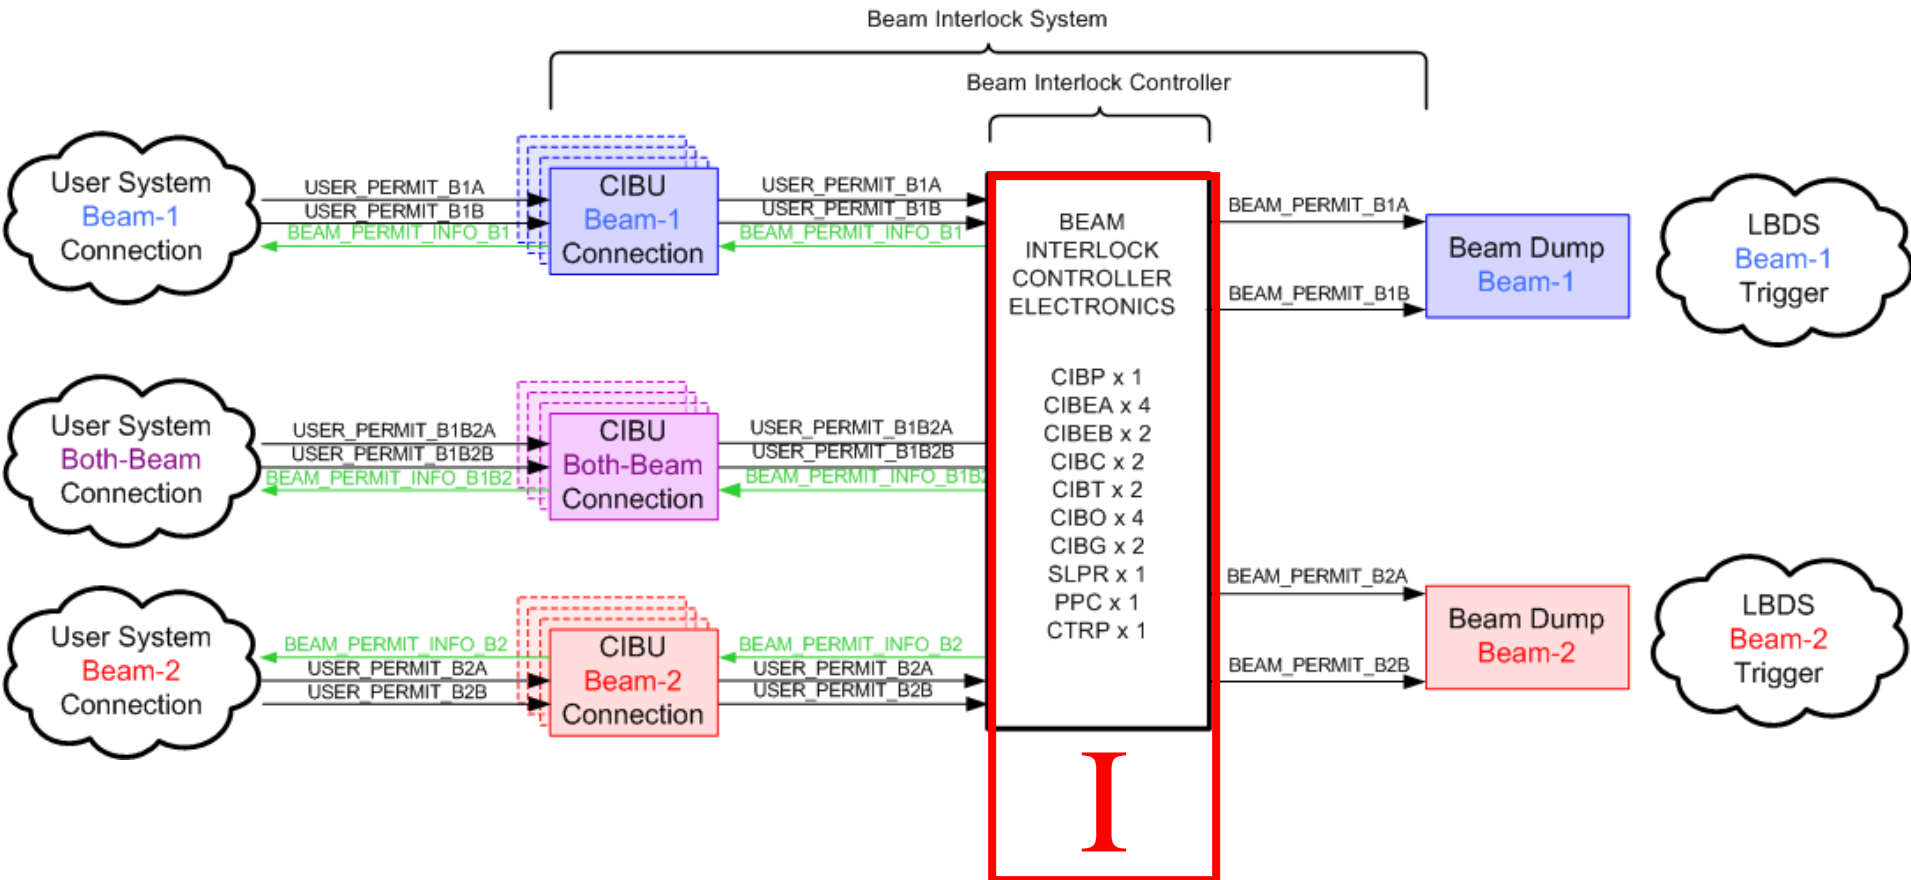 Beam Interlock System
Beam Interlock Controller
User System
Beam-1
Connection
USER_PERMIT_B1A
USER_PERMIT_B1B
BEAM_PERMIT_INFO_B1
CIBU
Beam-1
Connection
USER_PERMIT_B1A
USER_PERMIT_B1B
BEAM_PERMIT_INFO_B1
User System
Both-Beam
Connection
USER_PERMIT_B1B2A
USER_PERMIT_B1B2B
BEAM_PERMIT_INFO_B1B2
CIBU
Both-Beam
Connection
USER_PERMIT_B1B2A
USER_PERMIT_B1B2B
BEAM_PERMIT_INFO_B1B2
User System
Beam-2
Connection
BEAM_PERMIT_INFO_B2
USER_PERMIT_B2A
USER_PERMIT_B2B
CIBU
Beam-2
Connection
BEAM_PERMIT_INFO_B2
USER_PERMIT_B2A
USER_PERMIT_B2B
BEAM
INTERLOCK
CONTROLLER
ELECTRONICS
CIBP x 1
CIBEA x 4
CIBEB x 2
CIBC x 2
CIBT x 2
CIBO x 4
CIBG x 2
SLPR x 1
PPC x 1
CTRP x 1
I
BEAM_PERMIT_B1A
BEAM_PERMIT_B1B
Beam Dump
Beam-1
LBDS
Beam-1
Trigger
BEAM_PERMIT_B2A
BEAM_PERMIT_B2B
Beam Dump
Beam-2
LBDS
Beam-2
Trigger